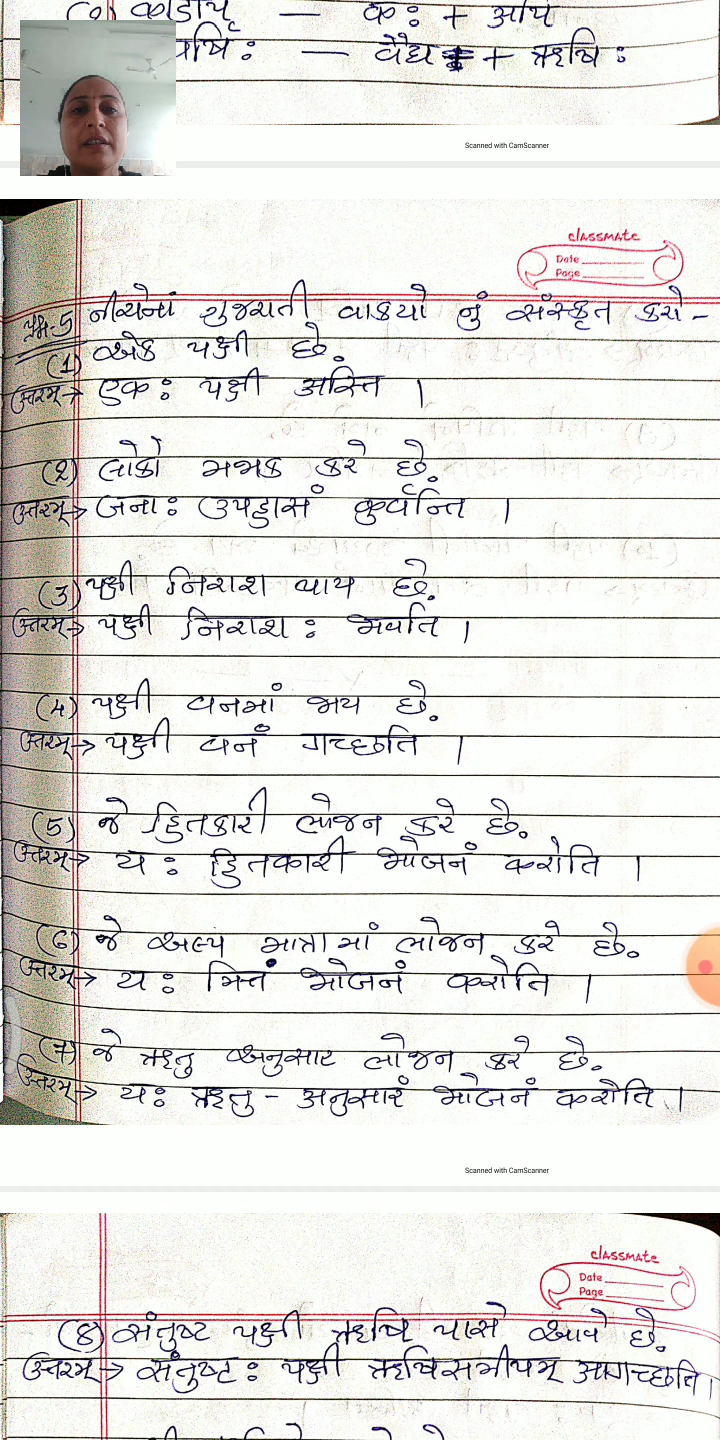 कोऽपि — कः + अपि
र्षिः — वैद्य + ऋषिः
Scanned with CamScanner
classmate
Date
Page
પ્રશ્ન-5 નીચેનાં ગુજરાતી વાક્યો નું સંસ્કૃત કરો-
(1) એક પક્ષી છે.
उत्तरम् → एकः पक्षी अस्ति ।
(2) લોકો મજાક કરે છે.
उत्तरम् → जनाः उपहासं कुर्वन्ति ।
(3) પક્ષી નિરાશ થાય છે.
उत्तरम् → पक्षी निराशः भवति ।
(4) પક્ષી વનમાં જાય છે.
उत्तरम् → पक्षी वनं गच्छति ।
(5) જે હિતકારી ભોજન કરે છે.
उत्तरम् → यः हितकारी भोजनं करोति ।
(6) જે અલ્પ માત્રામાં ભોજન કરે છે.
उत्तरम् → यः मितं भोजनं करोति ।
(7) જે ઋતુ અનુસાર ભોજન કરે છે.
उत्तरम् → यः ऋतु - अनुसारं भोजनं करोति ।
Scanned with CamScanner
classmate
Date
Page
(8) સંતુષ્ટ પક્ષી ઋષિ પાસે આવે છે.
उत्तरम् → संतुष्टः पक्षी ऋषिसमीपम् आगच्छति ।